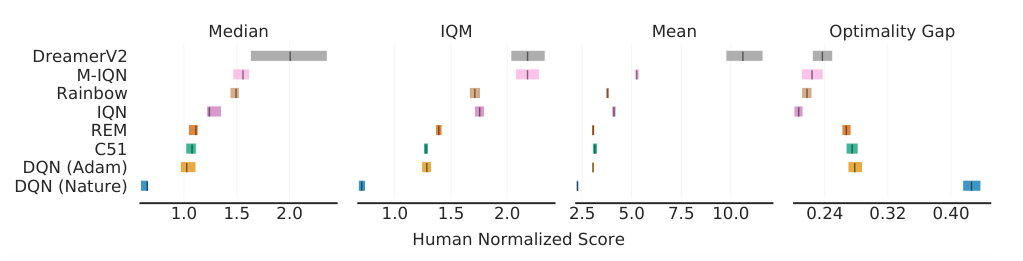 Median IQM Mean Optimality Gap
DreamerV2
M-IQN
Rainbow
IQN
REM
C51
DQN (Adam)
DQN (Nature)
1.0 1.5 2.0 1.0 1.5 2.0 2.5 5.0 7.5 10.0 0.24 0.32 0.40
Human Normalized Score